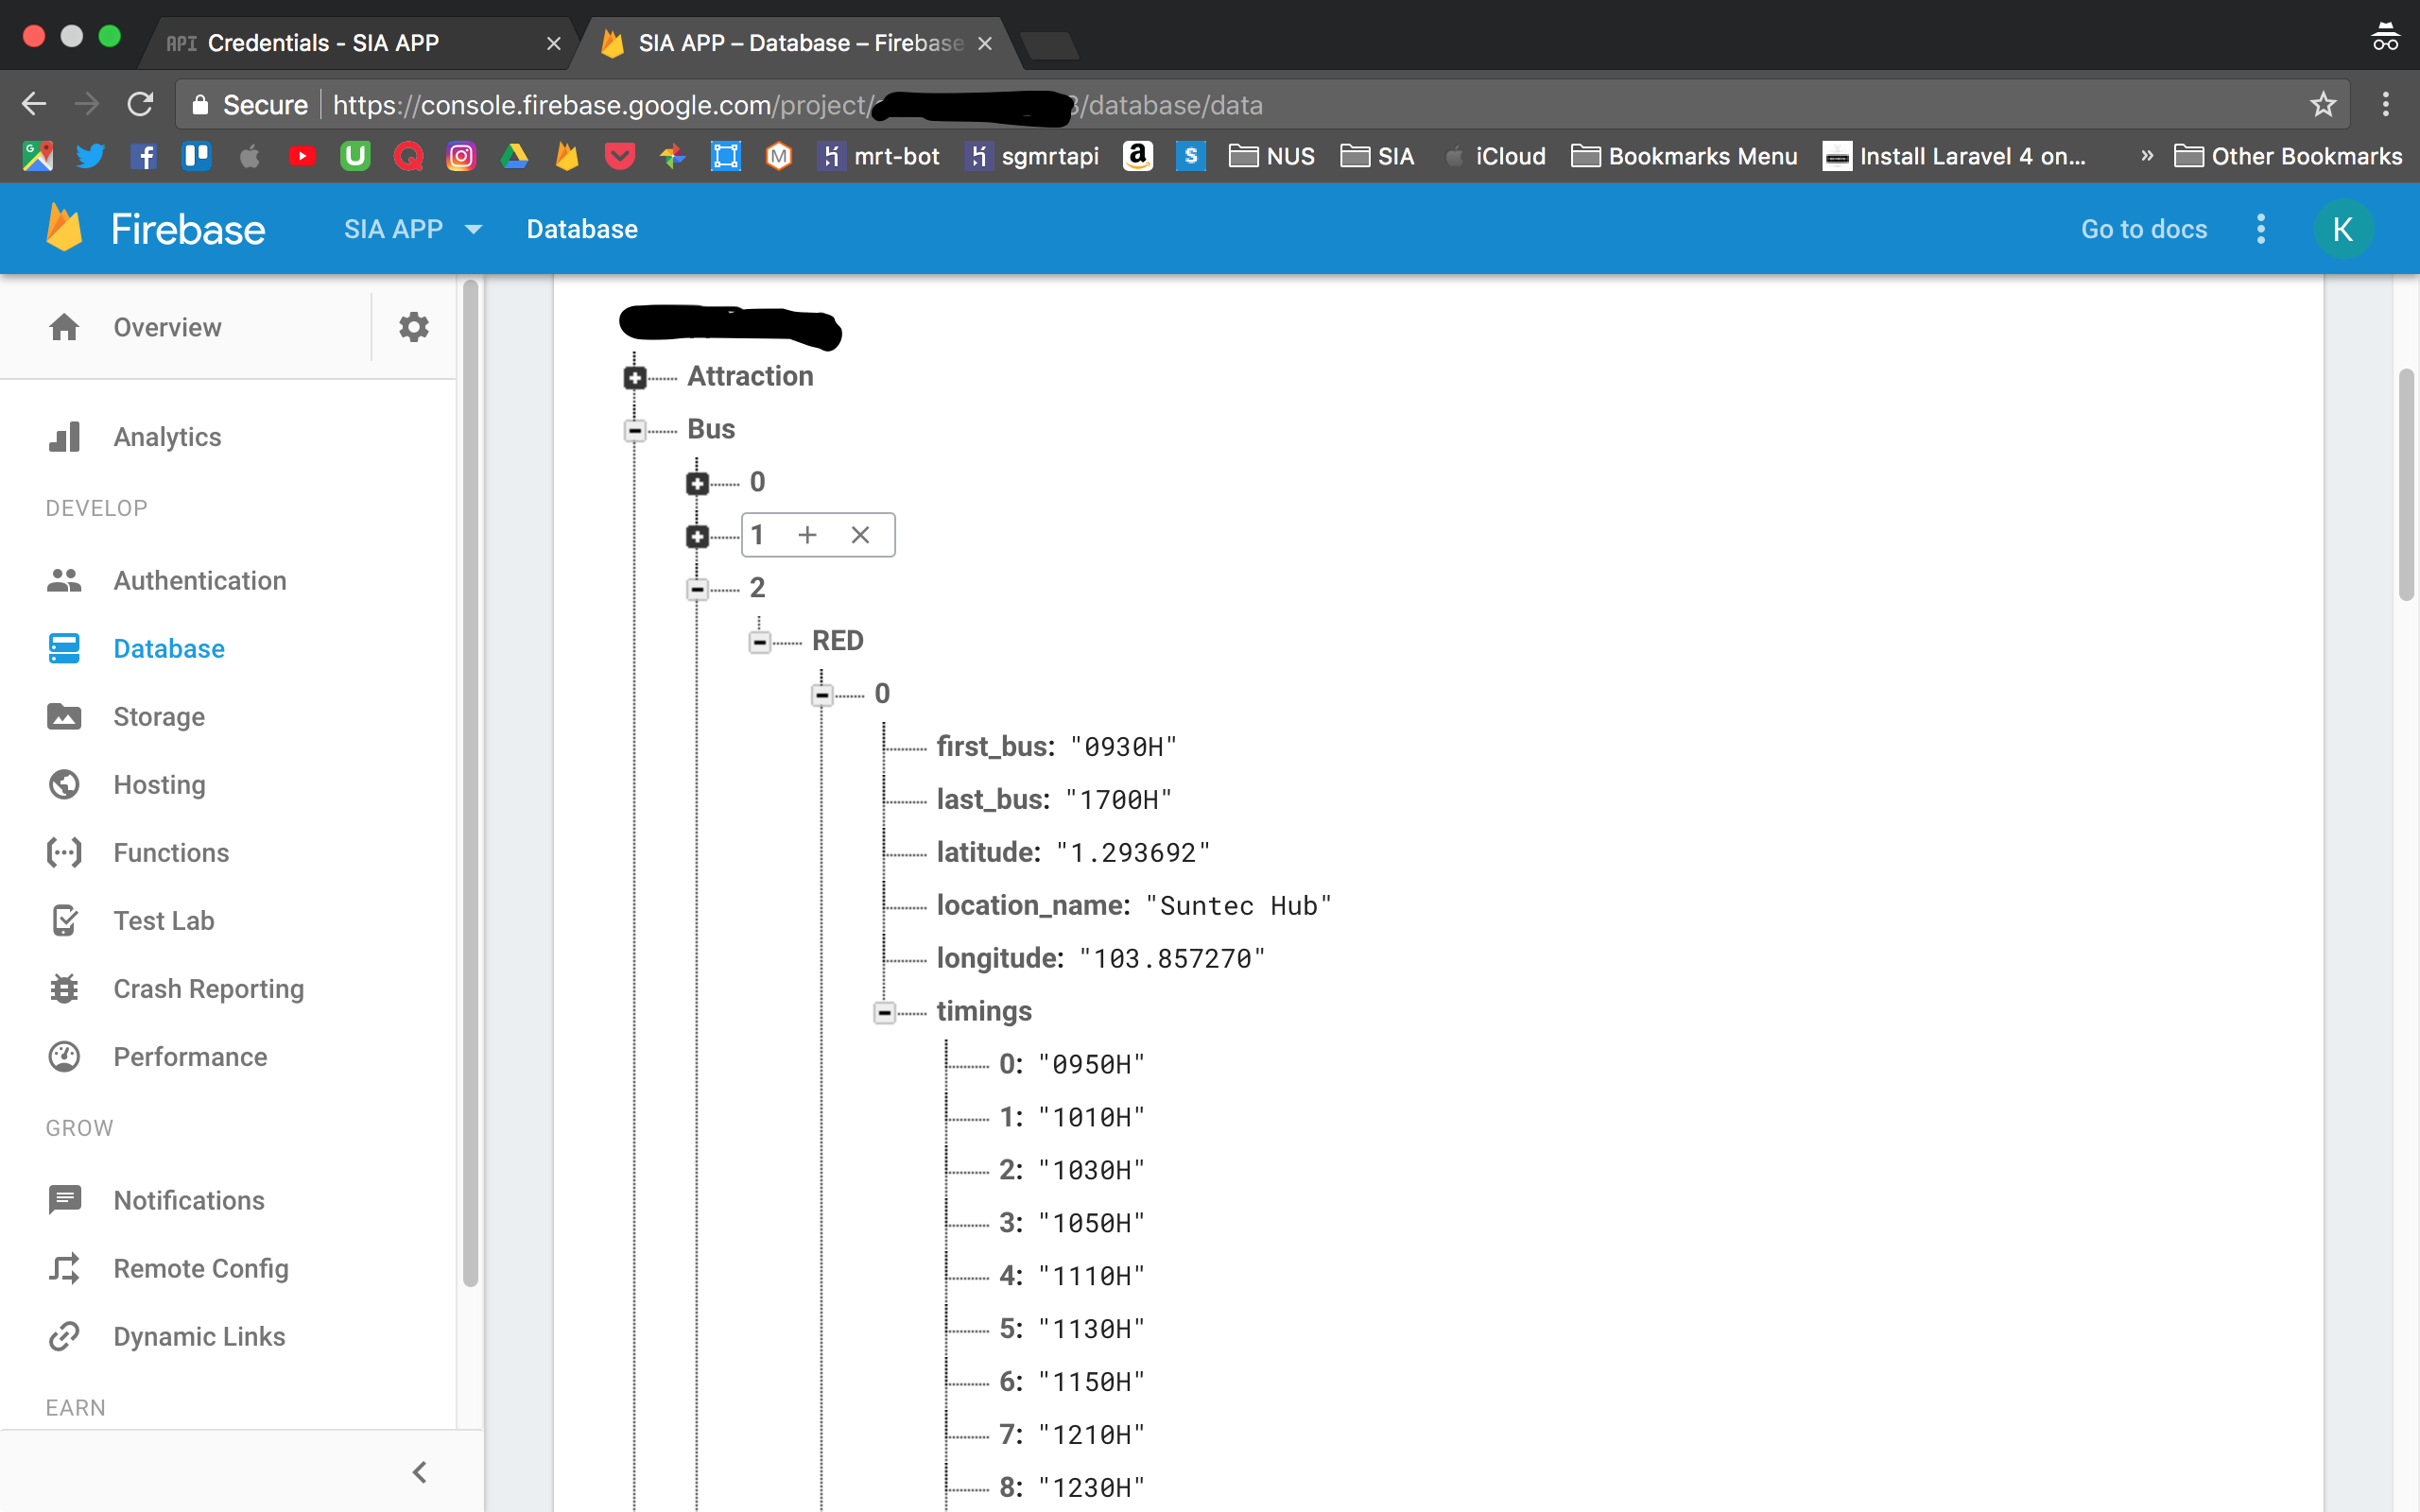 API Credentials - SIA APP
SIA APP – Database – Firebase
Secure https://console.firebase.google.com/project/ 3/database/data
mrt-bot sgmrtapi NUS SIA iCloud Bookmarks Menu Install Laravel 4 on... » Other Bookmarks
Firebase SIA APP Database Go to docs K
Overview
Analytics
DEVELOP
Authentication
Database
Storage
Hosting
Functions
Test Lab
Crash Reporting
Performance
GROW
Notifications
Remote Config
Dynamic Links
EARN
Attraction
Bus
0
1
2
RED
0
first_bus: "0930H"
last_bus: "1700H"
latitude: "1.293692"
location_name: "Suntec Hub"
longitude: "103.857270"
timings
0: "0950H"
1: "1010H"
2: "1030H"
3: "1050H"
4: "1110H"
5: "1130H"
6: "1150H"
7: "1210H"
8: "1230H"